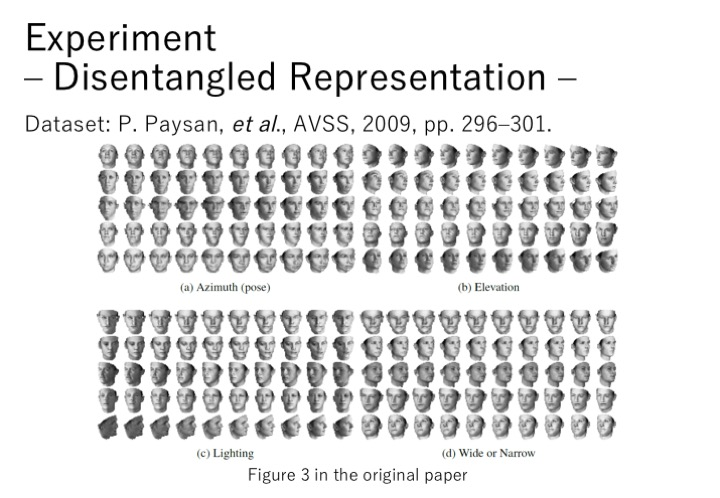 Experiment
– Disentangled Representation –
Dataset: P. Paysan, et al., AVSS, 2009, pp. 296–301.
(a) Azimuth (pose)
(b) Elevation
(c) Lighting
(d) Wide or Narrow
Figure 3 in the original paper